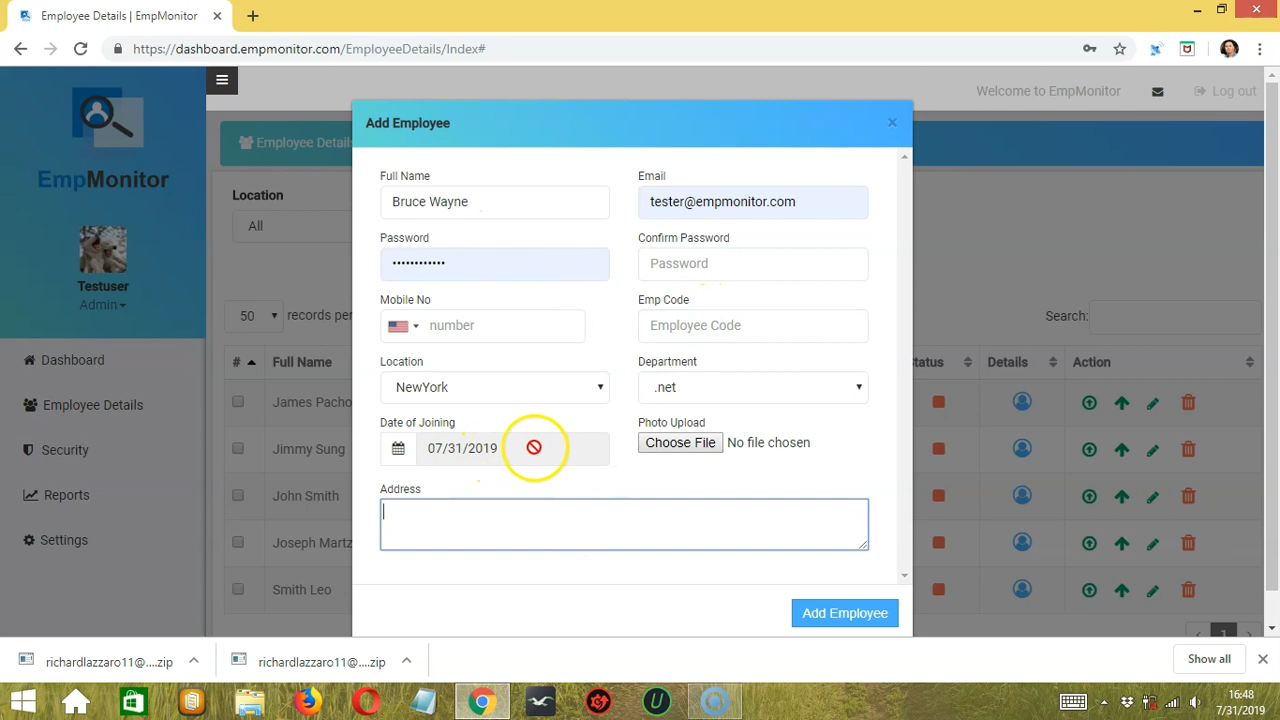 Employee Details | EmpMonitor
https://dashboard.empmonitor.com/EmployeeDetails/Index#
Welcome to EmpMonitor
Log out
EmpMonitor
Testuser
Admin
Dashboard
Employee Details
Security
Reports
Settings
Employee Details
Location
All
50 records per
Search:
# Full Name Status Details Action
James Pacho
Jimmy Sung
John Smith
Joseph Martz
Smith Leo
1
Add Employee
Full Name Email
Bruce Wayne tester@empmonitor.com
Password Confirm Password
•••••••••••• Password
Mobile No Emp Code
number Employee Code
Location Department
NewYork .net
Date of Joining Photo Upload
07/31/2019 Choose File No file chosen
Address
Add Employee
richardlazzaro11@....zip richardlazzaro11@....zip Show all
16:48
7/31/2019